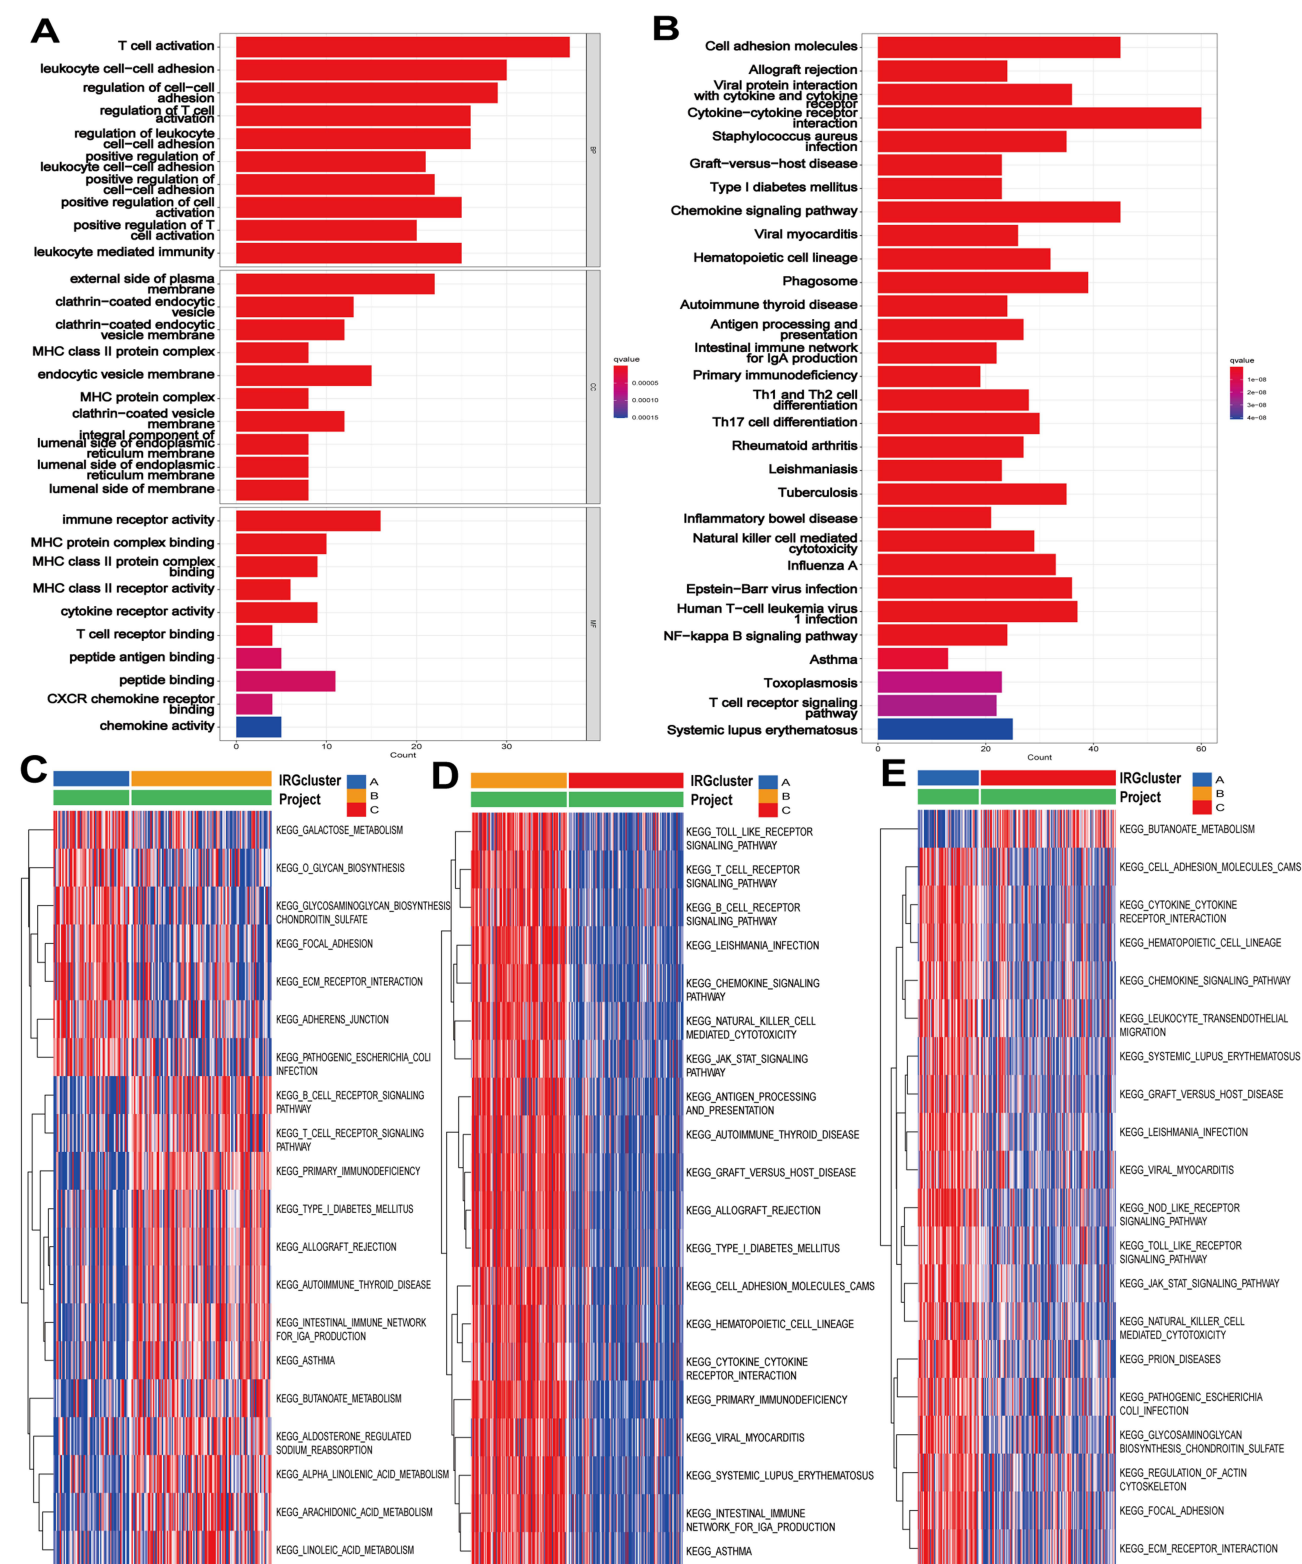 A
T cell activation
leukocyte cell−cell adhesion
regulation of cell−cell
adhesion
regulation of T cell
activation
regulation of leukocyte
cell−cell adhesion
positive regulation of
leukocyte cell−cell adhesion
positive regulation of
cell−cell adhesion
positive regulation of cell
activation
positive regulation of T
cell activation
leukocyte mediated immunity
BP
external side of plasma
membrane
clathrin−coated endocytic
vesicle
clathrin−coated endocytic
vesicle membrane
MHC class II protein complex
endocytic vesicle membrane
MHC protein complex
clathrin−coated vesicle
membrane
integral component of
lumenal side of endoplasmic
reticulum membrane
lumenal side of endoplasmic
reticulum membrane
lumenal side of membrane
CC
immune receptor activity
MHC protein complex binding
MHC class II protein complex
binding
MHC class II receptor activity
cytokine receptor activity
T cell receptor binding
peptide antigen binding
peptide binding
CXCR chemokine receptor
binding
chemokine activity
MF
0 10 20 30
Count
qvalue
0.00005
0.00010
0.00015
B
Cell adhesion molecules
Allograft rejection
Viral protein interaction
with cytokine and cytokine
receptor
Cytokine−cytokine receptor
interaction
Staphylococcus aureus
infection
Graft−versus−host disease
Type I diabetes mellitus
Chemokine signaling pathway
Viral myocarditis
Hematopoietic cell lineage
Phagosome
Autoimmune thyroid disease
Antigen processing and
presentation
Intestinal immune network
for IgA production
Primary immunodeficiency
Th1 and Th2 cell
differentiation
Th17 cell differentiation
Rheumatoid arthritis
Leishmaniasis
Tuberculosis
Inflammatory bowel disease
Natural killer cell mediated
cytotoxicity
Influenza A
Epstein−Barr virus infection
Human T−cell leukemia virus
1 infection
NF−kappa B signaling pathway
Asthma
Toxoplasmosis
T cell receptor signaling
pathway
Systemic lupus erythematosus
0 20 40 60
Count
qvalue
1e−08
2e−08
3e−08
4e−08
C
IRGcluster
Project
A
B
C
KEGG_GALACTOSE_METABOLISM
KEGG_O_GLYCAN_BIOSYNTHESIS
KEGG_GLYCOSAMINOGLYCAN_BIOSYNTHESIS
CHONDROITIN_SULFATE
KEGG_FOCAL_ADHESION
KEGG_ECM_RECEPTOR_INTERACTION
KEGG_ADHERENS_JUNCTION
KEGG_PATHOGENIC_ESCHERICHIA_COLI
INFECTION
KEGG_B_CELL_RECEPTOR_SIGNALING
PATHWAY
KEGG_T_CELL_RECEPTOR_SIGNALING
PATHWAY
KEGG_PRIMARY_IMMUNODEFICIENCY
KEGG_TYPE_I_DIABETES_MELLITUS
KEGG_ALLOGRAFT_REJECTION
KEGG_AUTOIMMUNE_THYROID_DISEASE
KEGG_INTESTINAL_IMMUNE_NETWORK
FOR_IGA_PRODUCTION
KEGG_ASTHMA
KEGG_BUTANOATE_METABOLISM
KEGG_ALDOSTERONE_REGULATED
SODIUM_REABSORPTION
KEGG_ALPHA_LINOLENIC_ACID_METABOLISM
KEGG_ARACHIDONIC_ACID_METABOLISM
KEGG_LINOLEIC_ACID_METABOLISM
D
IRGcluster
Project
A
B
C
KEGG_TOLL_LIKE_RECEPTOR
SIGNALING_PATHWAY
KEGG_T_CELL_RECEPTOR
SIGNALING_PATHWAY
KEGG_B_CELL_RECEPTOR
SIGNALING_PATHWAY
KEGG_LEISHMANIA_INFECTION
KEGG_CHEMOKINE_SIGNALING
PATHWAY
KEGG_NATURAL_KILLER_CELL
MEDIATED_CYTOTOXICITY
KEGG_JAK_STAT_SIGNALING
PATHWAY
KEGG_ANTIGEN_PROCESSING
AND_PRESENTATION
KEGG_AUTOIMMUNE_THYROID_DISEASE
KEGG_GRAFT_VERSUS_HOST_DISEASE
KEGG_ALLOGRAFT_REJECTION
KEGG_TYPE_I_DIABETES_MELLITUS
KEGG_CELL_ADHESION_MOLECULES_CAMS
KEGG_HEMATOPOIETIC_CELL_LINEAGE
KEGG_CYTOKINE_CYTOKINE
RECEPTOR_INTERACTION
KEGG_PRIMARY_IMMUNODEFICIENCY
KEGG_VIRAL_MYOCARDITIS
KEGG_SYSTEMIC_LUPUS_ERYTHEMATOSUS
KEGG_INTESTINAL_IMMUNE
NETWORK_FOR_IGA_PRODUCTION
KEGG_ASTHMA
E
IRGcluster
Project
A
B
C
KEGG_BUTANOATE_METABOLISM
KEGG_CELL_ADHESION_MOLECULES_CAMS
KEGG_CYTOKINE_CYTOKINE
RECEPTOR_INTERACTION
KEGG_HEMATOPOIETIC_CELL_LINEAGE
KEGG_CHEMOKINE_SIGNALING_PATHWAY
KEGG_LEUKOCYTE_TRANSENDOTHELIAL
MIGRATION
KEGG_SYSTEMIC_LUPUS_ERYTHEMATOSUS
KEGG_GRAFT_VERSUS_HOST_DISEASE
KEGG_LEISHMANIA_INFECTION
KEGG_VIRAL_MYOCARDITIS
KEGG_NOD_LIKE_RECEPTOR
SIGNALING_PATHWAY
KEGG_TOLL_LIKE_RECEPTOR
SIGNALING_PATHWAY
KEGG_JAK_STAT_SIGNALING_PATHWAY
KEGG_NATURAL_KILLER_CELL
MEDIATED_CYTOTOXICITY
KEGG_PRION_DISEASES
KEGG_PATHOGENIC_ESCHERICHIA
COLI_INFECTION
KEGG_GLYCOSAMINOGLYCAN
BIOSYNTHESIS_CHONDROITIN_SULFATE
KEGG_REGULATION_OF_ACTIN
CYTOSKELETON
KEGG_FOCAL_ADHESION
KEGG_ECM_RECEPTOR_INTERACTION